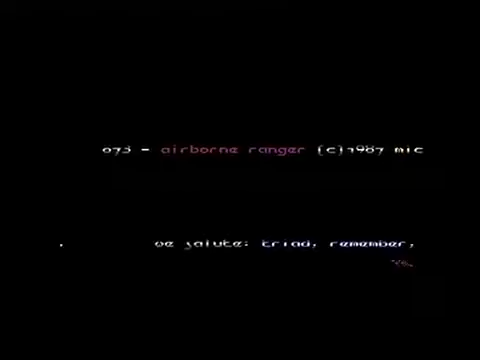 073 - airborne ranger (c)1987 mic
. we salute: triad, remember,